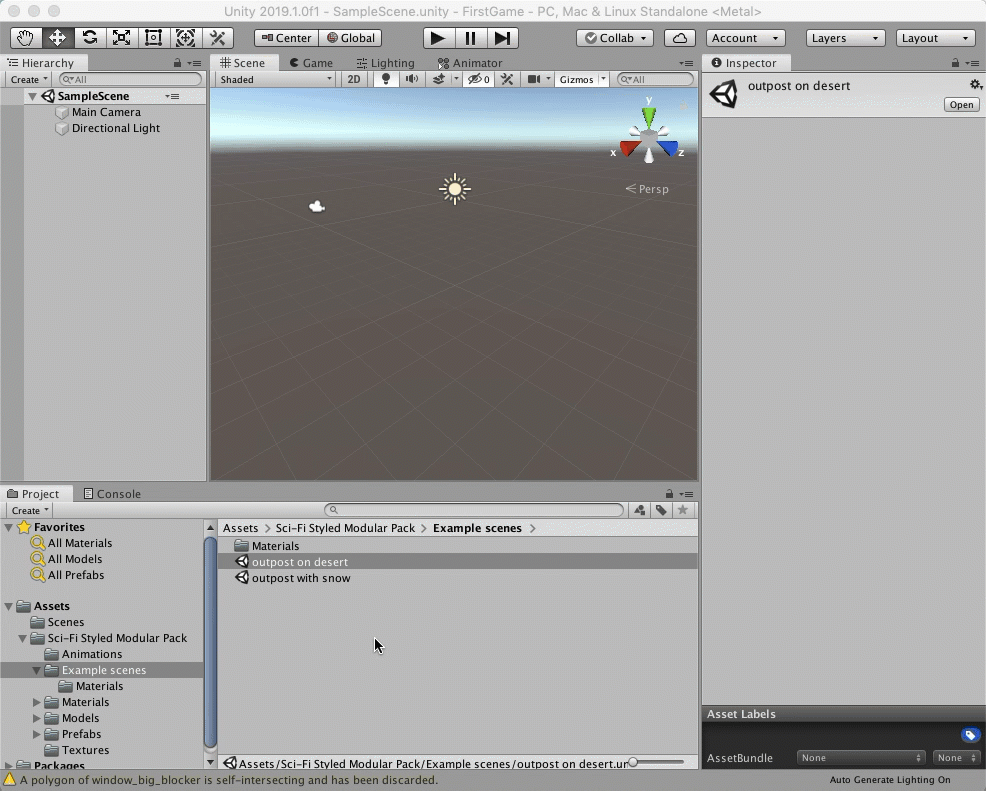 Unity 2019.1.0f1 - SampleScene.unity - FirstGame - PC, Mac & Linux Standalone <Metal>
Center Global Collab Account Layers Layout
Hierarchy
Create All
SampleScene
Main Camera
Directional Light
Scene Game Lighting Animator
Shaded 2D 0 Gizmos All
y
x z
Persp
Inspector
outpost on desert
Open
Project Console
Create
Favorites
All Materials
All Models
All Prefabs
Assets
Scenes
Sci-Fi Styled Modular Pack
Animations
Example scenes
Materials
Materials
Models
Prefabs
Textures
Packages
Assets > Sci-Fi Styled Modular Pack > Example scenes >
Materials
outpost on desert
outpost with snow
Assets/Sci-Fi Styled Modular Pack/Example scenes/outpost on desert.un
Asset Labels
AssetBundle None None
A polygon of window_big_blocker is self-intersecting and has been discarded.
Auto Generate Lighting On